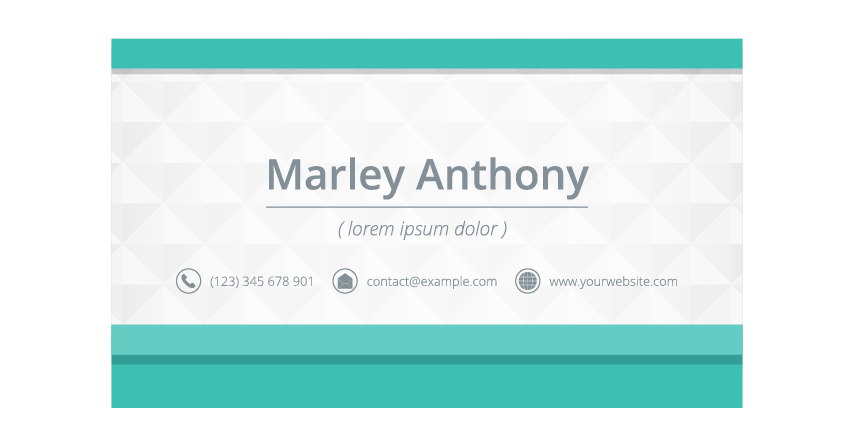 Marley Anthony
( lorem ipsum dolor )
(123) 345 678 901 contact@example.com www.yourwebsite.com